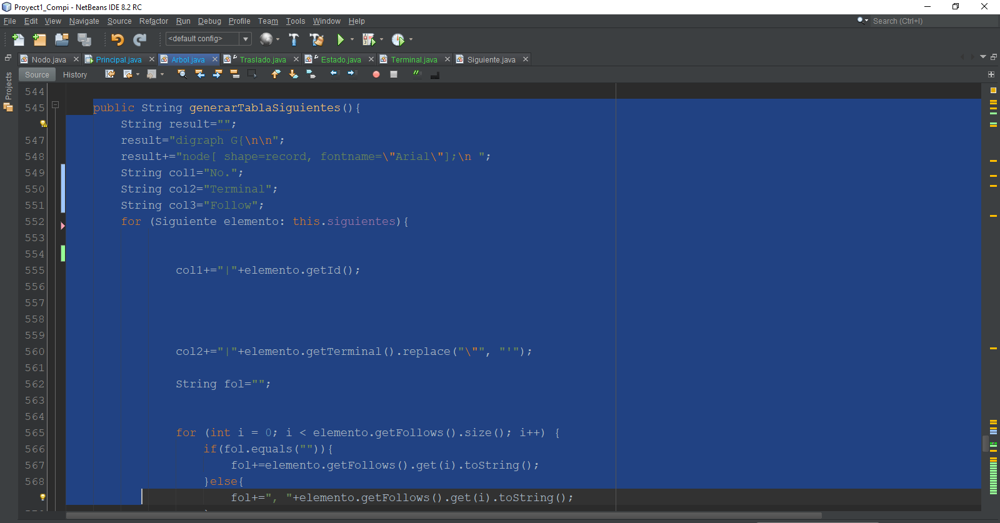 Proyect1_Compi - NetBeans IDE 8.2 RC
File Edit View Navigate Source Refactor Run Debug Profile Team Tools Window Help Search (Ctrl+I)
<default config>
Nodo.java Principal.java Arbol.java Traslado.java Estado.java Terminal.java Siguiente.java
Source History
Projects
544
545 public String generarTablaSiguientes(){
String result="";
547 result="digraph G{\n\n";
548 result+="node[ shape=record, fontname=\"Arial\"];\n ";
549 String col1="No.";
550 String col2="Terminal";
551 String col3="Follow";
552 for (Siguiente elemento: this.siguientes){
553
554
555 col1+="|"+elemento.getId();
556
557
558
559
560 col2+="|"+elemento.getTerminal().replace("\"", "'");
561
562 String fol="";
563
564
565 for (int i = 0; i < elemento.getFollows().size(); i++) {
566 if(fol.equals("")){
567 fol+=elemento.getFollows().get(i).toString();
568 }else{
fol+=", "+elemento.getFollows().get(i).toString();